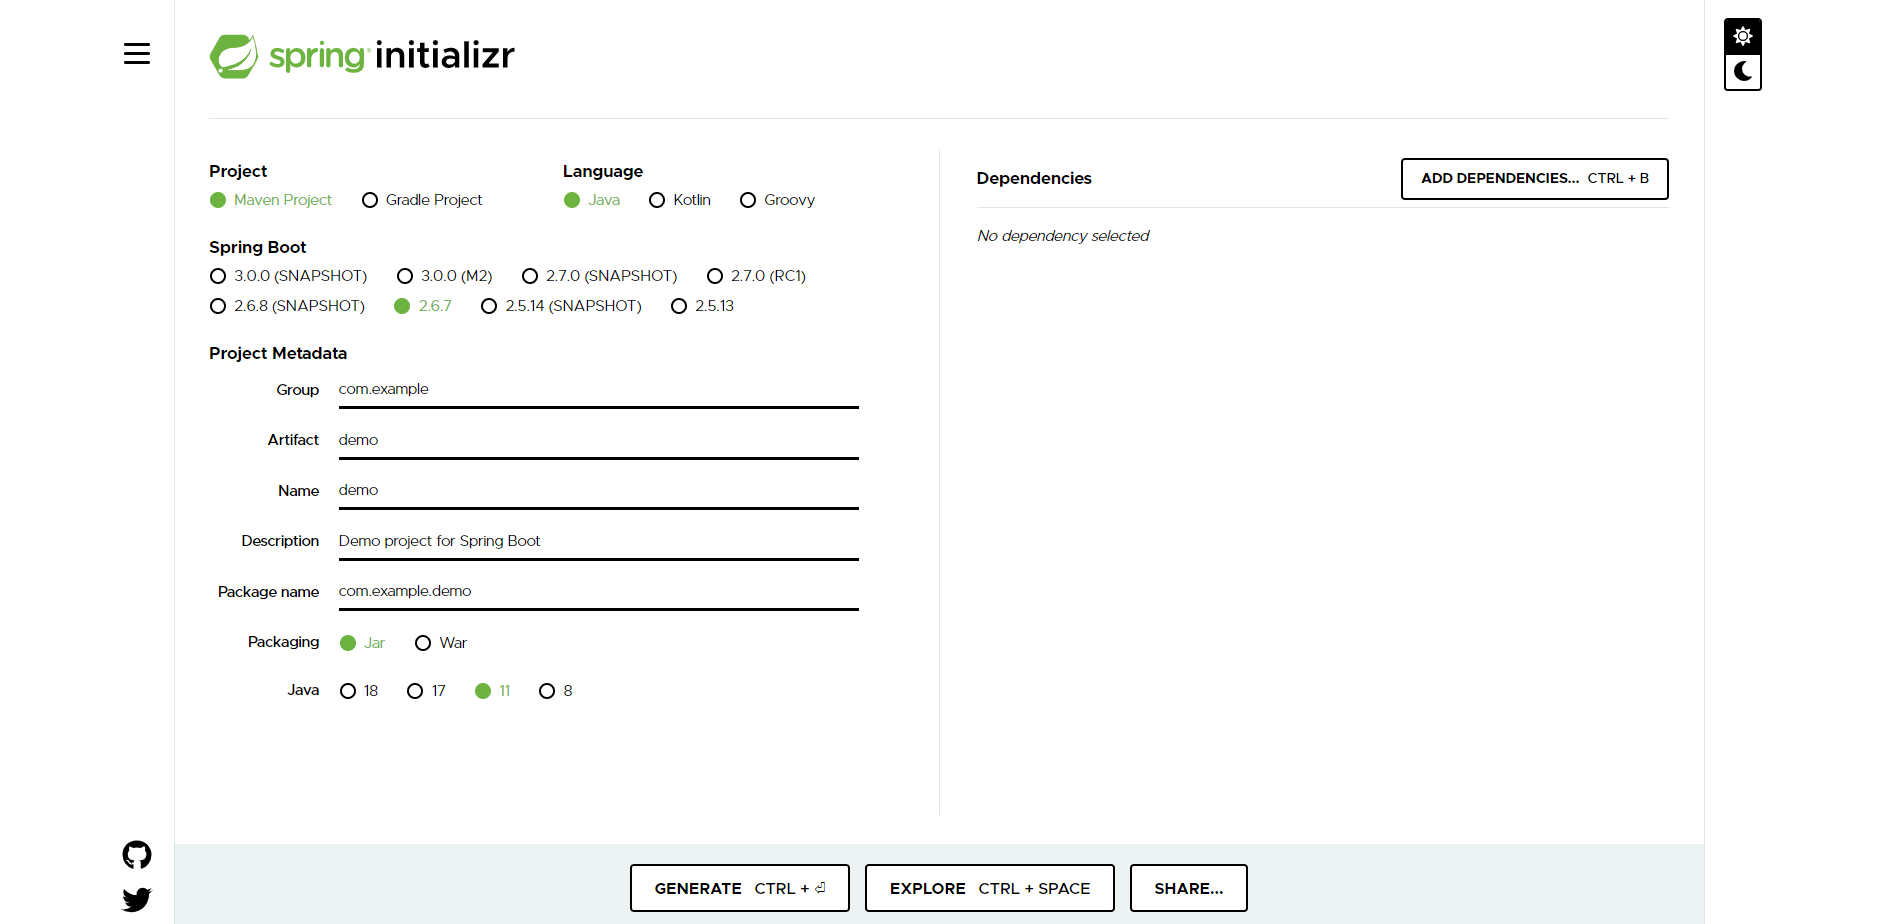 spring initializr
Project
Maven Project Gradle Project
Language
Java Kotlin Groovy
Spring Boot
3.0.0 (SNAPSHOT) 3.0.0 (M2) 2.7.0 (SNAPSHOT) 2.7.0 (RC1)
2.6.8 (SNAPSHOT) 2.6.7 2.5.14 (SNAPSHOT) 2.5.13
Project Metadata
Group com.example
Artifact demo
Name demo
Description Demo project for Spring Boot
Package name com.example.demo
Packaging Jar War
Java 18 17 11 8
Dependencies
ADD DEPENDENCIES... CTRL + B
No dependency selected
GENERATE CTRL + ⏎
EXPLORE CTRL + SPACE
SHARE...